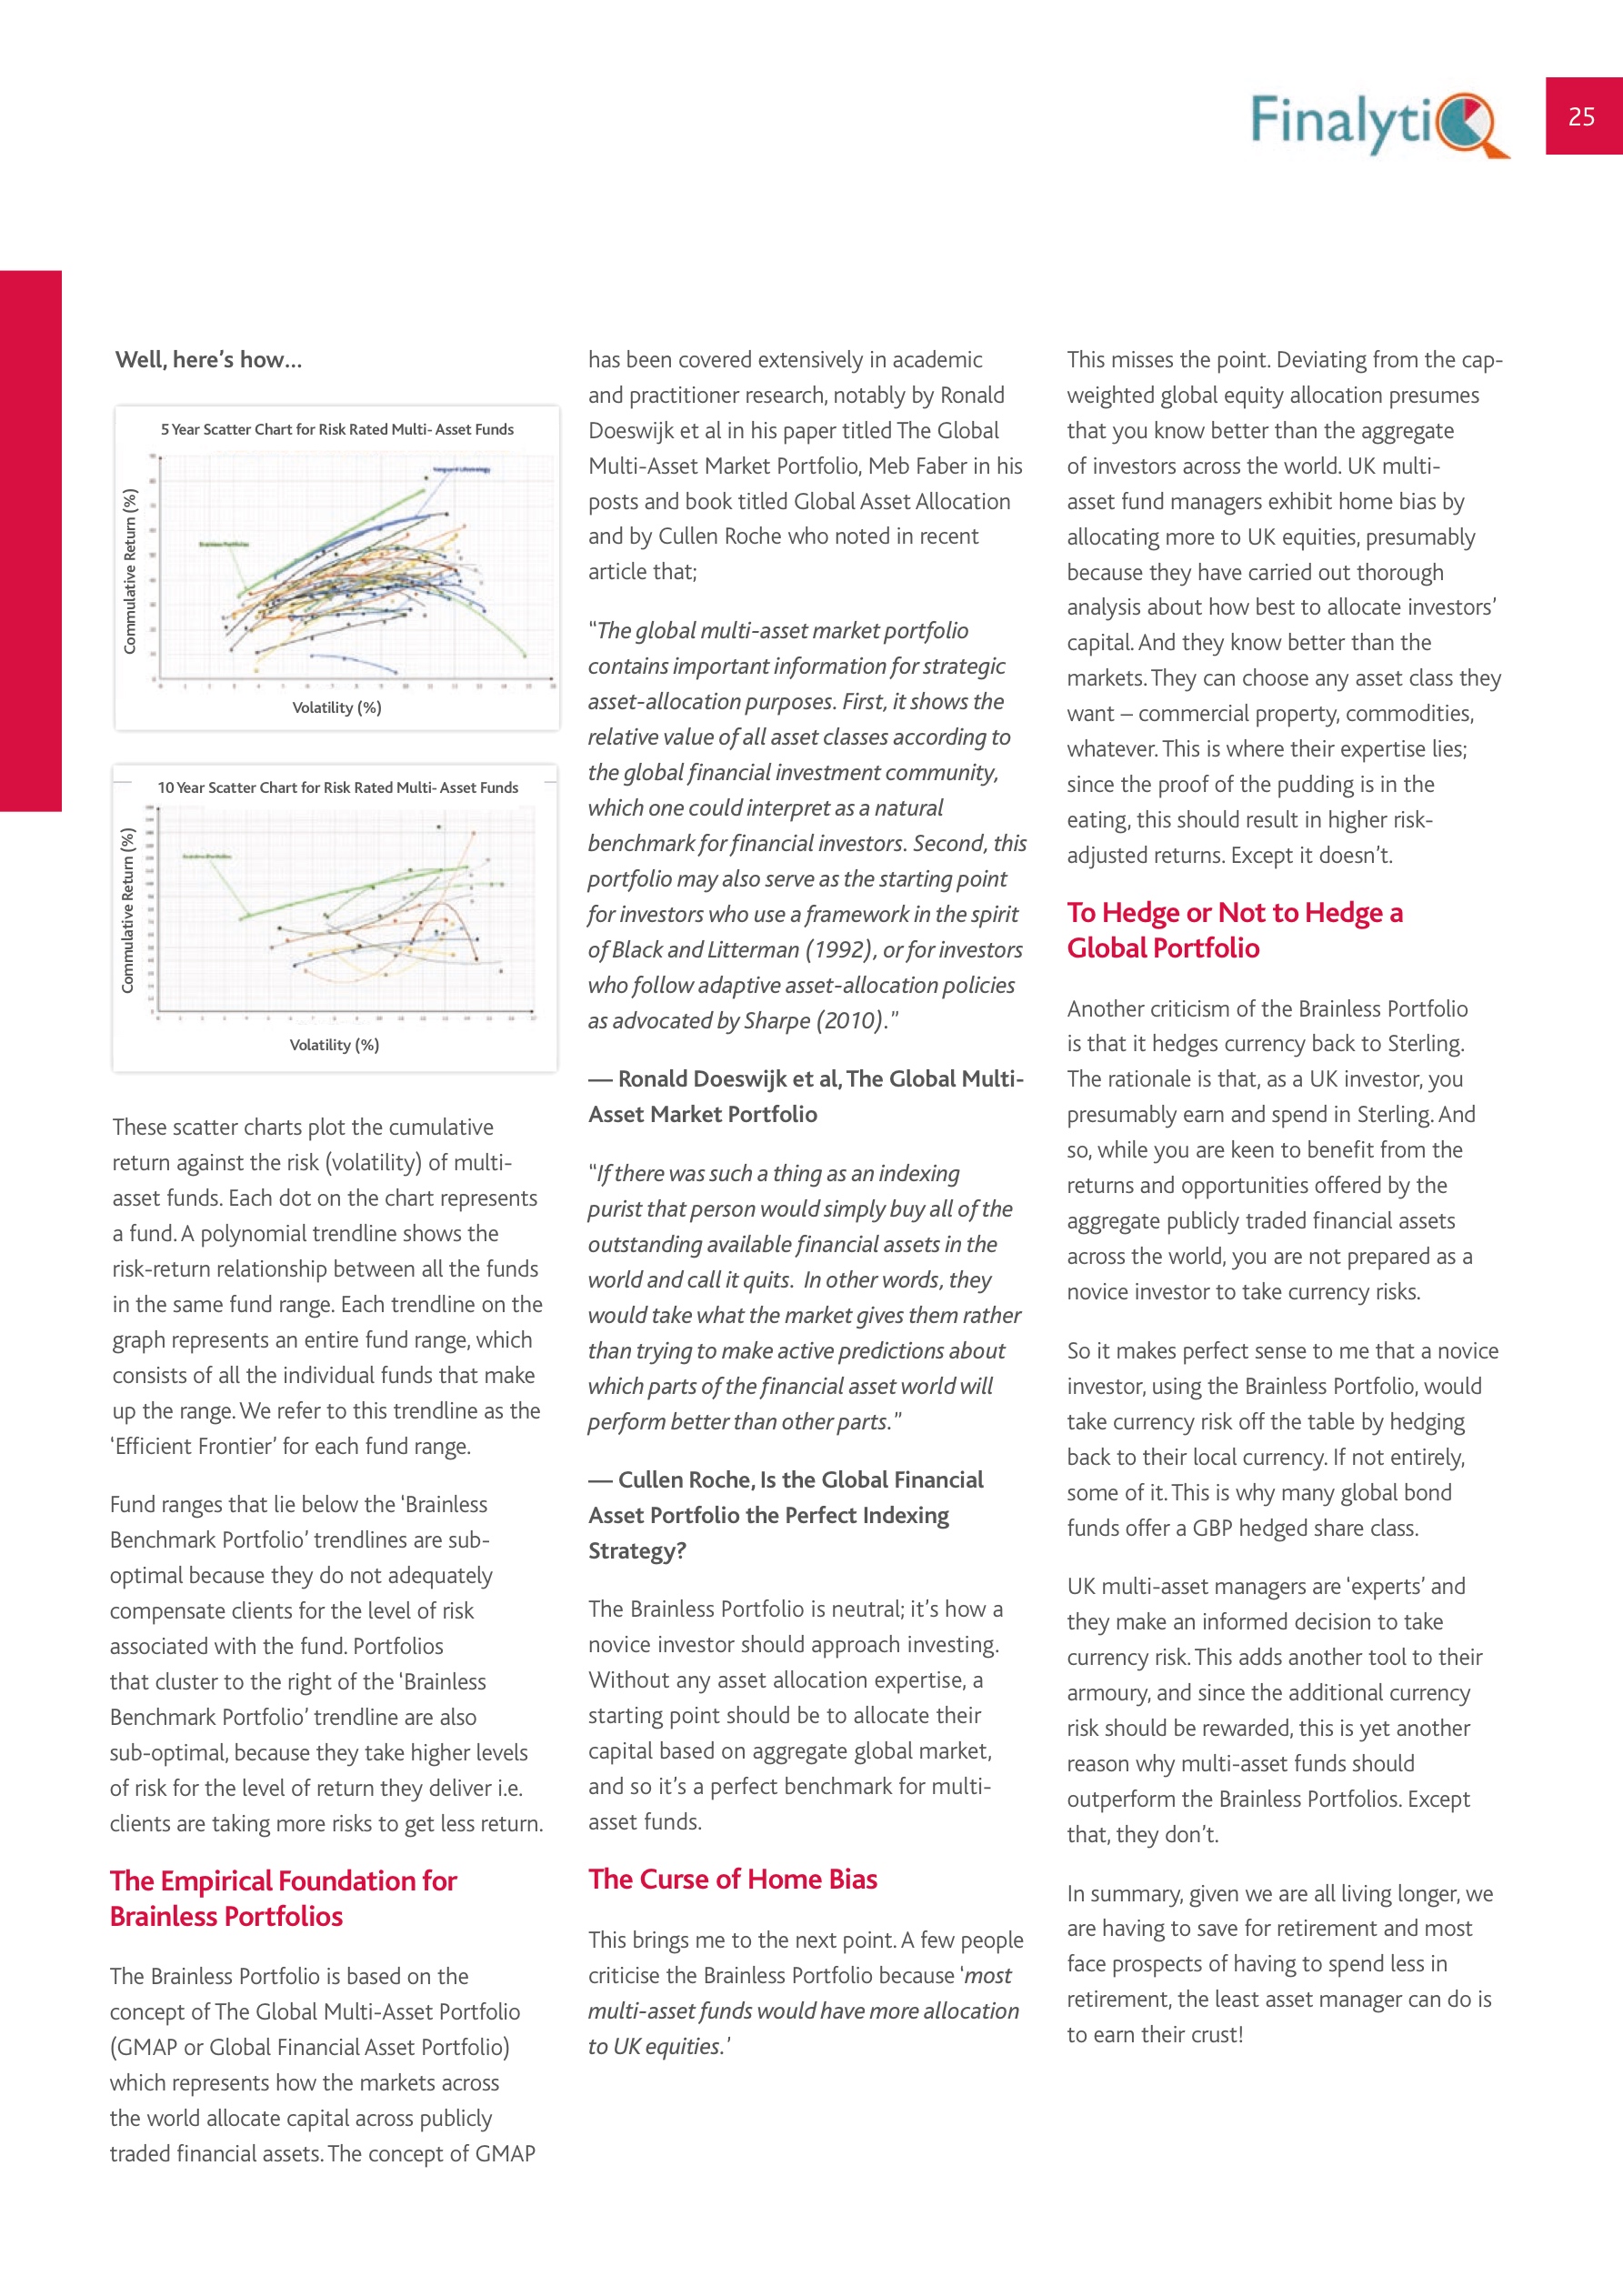 Finalyti
25
Well, here’s how...
5 Year Scatter Chart for Risk Rated Multi- Asset Funds
Commulative Return (%)
Vanguard Lifestrategy
Brainless Portfolios
Volatility (%)
10 Year Scatter Chart for Risk Rated Multi- Asset Funds
Commulative Return (%)
Brainless Portfolios
Volatility (%)
These scatter charts plot the cumulative
return against the risk (volatility) of multi-
asset funds. Each dot on the chart represents
a fund. A polynomial trendline shows the
risk-return relationship between all the funds
in the same fund range. Each trendline on the
graph represents an entire fund range, which
consists of all the individual funds that make
up the range. We refer to this trendline as the
‘Efficient Frontier’ for each fund range.
Fund ranges that lie below the ‘Brainless
Benchmark Portfolio’ trendlines are sub-
optimal because they do not adequately
compensate clients for the level of risk
associated with the fund. Portfolios
that cluster to the right of the ‘Brainless
Benchmark Portfolio’ trendline are also
sub-optimal, because they take higher levels
of risk for the level of return they deliver i.e.
clients are taking more risks to get less return.
The Empirical Foundation for
Brainless Portfolios
The Brainless Portfolio is based on the
concept of The Global Multi-Asset Portfolio
(GMAP or Global Financial Asset Portfolio)
which represents how the markets across
the world allocate capital across publicly
traded financial assets. The concept of GMAP
has been covered extensively in academic
and practitioner research, notably by Ronald
Doeswijk et al in his paper titled The Global
Multi-Asset Market Portfolio, Meb Faber in his
posts and book titled Global Asset Allocation
and by Cullen Roche who noted in recent
article that;
"The global multi-asset market portfolio
contains important information for strategic
asset-allocation purposes. First, it shows the
relative value of all asset classes according to
the global financial investment community,
which one could interpret as a natural
benchmark for financial investors. Second, this
portfolio may also serve as the starting point
for investors who use a framework in the spirit
of Black and Litterman (1992), or for investors
who follow adaptive asset-allocation policies
as advocated by Sharpe (2010)."
— Ronald Doeswijk et al, The Global Multi-
Asset Market Portfolio
"If there was such a thing as an indexing
purist that person would simply buy all of the
outstanding available financial assets in the
world and call it quits. In other words, they
would take what the market gives them rather
than trying to make active predictions about
which parts of the financial asset world will
perform better than other parts."
— Cullen Roche, Is the Global Financial
Asset Portfolio the Perfect Indexing
Strategy?
The Brainless Portfolio is neutral; it’s how a
novice investor should approach investing.
Without any asset allocation expertise, a
starting point should be to allocate their
capital based on aggregate global market,
and so it’s a perfect benchmark for multi-
asset funds.
The Curse of Home Bias
This brings me to the next point. A few people
criticise the Brainless Portfolio because ‘most
multi-asset funds would have more allocation
to UK equities.’
This misses the point. Deviating from the cap-
weighted global equity allocation presumes
that you know better than the aggregate
of investors across the world. UK multi-
asset fund managers exhibit home bias by
allocating more to UK equities, presumably
because they have carried out thorough
analysis about how best to allocate investors’
capital. And they know better than the
markets. They can choose any asset class they
want – commercial property, commodities,
whatever. This is where their expertise lies;
since the proof of the pudding is in the
eating, this should result in higher risk-
adjusted returns. Except it doesn’t.
To Hedge or Not to Hedge a
Global Portfolio
Another criticism of the Brainless Portfolio
is that it hedges currency back to Sterling.
The rationale is that, as a UK investor, you
presumably earn and spend in Sterling. And
so, while you are keen to benefit from the
returns and opportunities offered by the
aggregate publicly traded financial assets
across the world, you are not prepared as a
novice investor to take currency risks.
So it makes perfect sense to me that a novice
investor, using the Brainless Portfolio, would
take currency risk off the table by hedging
back to their local currency. If not entirely,
some of it. This is why many global bond
funds offer a GBP hedged share class.
UK multi-asset managers are ‘experts’ and
they make an informed decision to take
currency risk. This adds another tool to their
armoury, and since the additional currency
risk should be rewarded, this is yet another
reason why multi-asset funds should
outperform the Brainless Portfolios. Except
that, they don’t.
In summary, given we are all living longer, we
are having to save for retirement and most
face prospects of having to spend less in
retirement, the least asset manager can do is
to earn their crust!